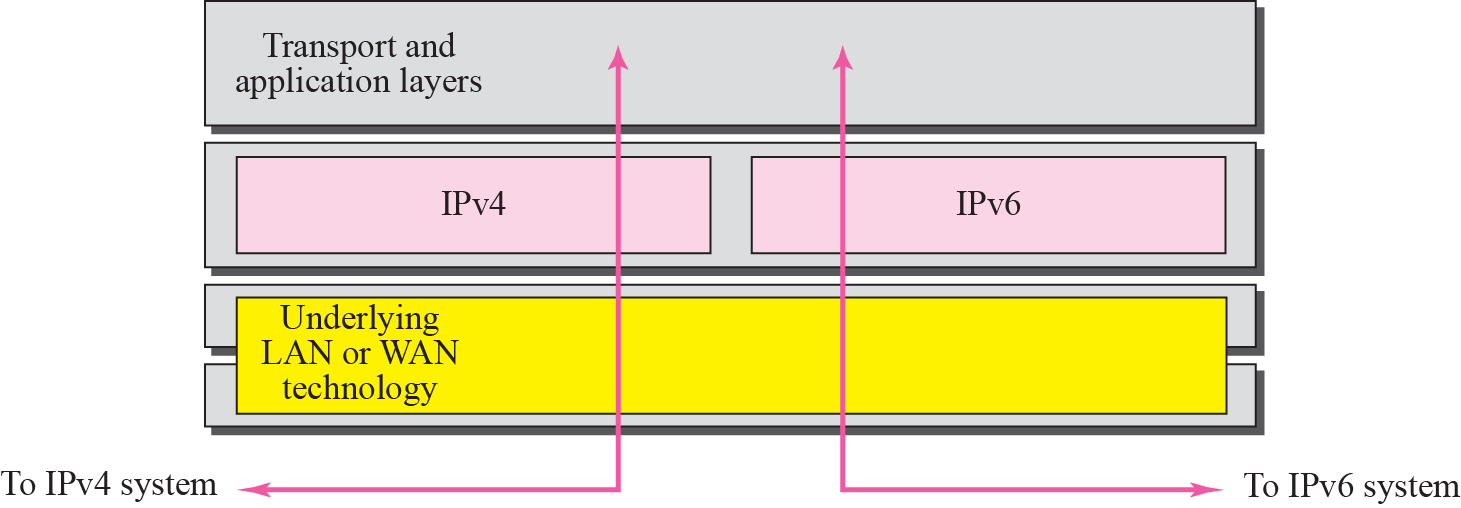 Transport and
application layers
IPv4
IPv6
Underlying
LAN or WAN
technology
To IPv4 system
To IPv6 system